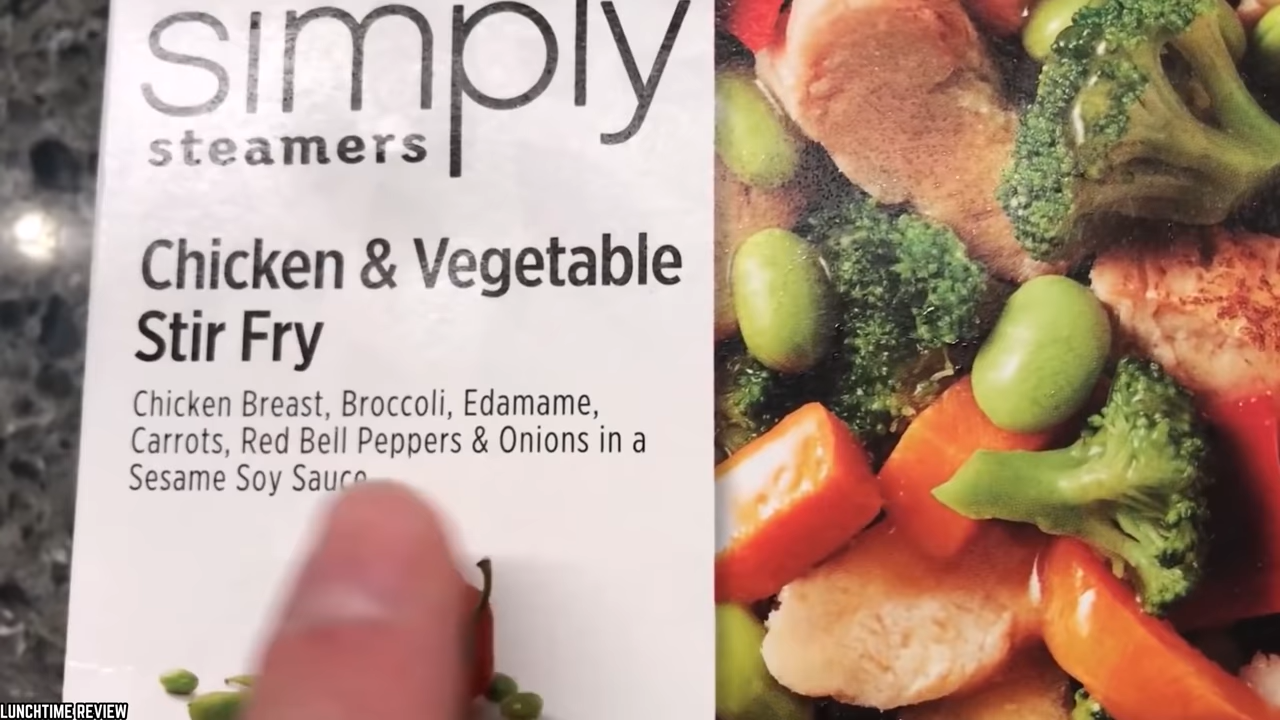 simply
steamers
Chicken & Vegetable
Stir Fry
Chicken Breast, Broccoli, Edamame,
Carrots, Red Bell Peppers & Onions in a
Sesame Soy Sauce
LUNCHTIME REVIEW